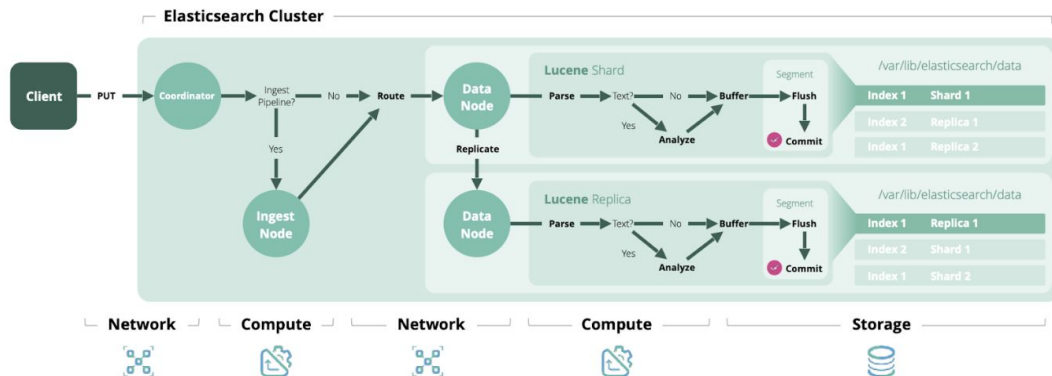 Elasticsearch Cluster
Client
PUT
Coordinator
Ingest
Pipeline?
No
Route
Yes
Ingest
Node
Data
Node
Replicate
Lucene Shard
Parse
Text?
No
Buffer
Yes
Analyze
Segment
Flush
Commit
/var/lib/elasticsearch/data
Index 1 Shard 1
Index 2 Replica 1
Index 1 Replica 2
Data
Node
Lucene Replica
Parse
Text?
No
Buffer
Yes
Analyze
Segment
Flush
Commit
/var/lib/elasticsearch/data
Index 1 Replica 1
Index 2 Shard 1
Index 1 Shard 2
Network
Compute
Network
Compute
Storage